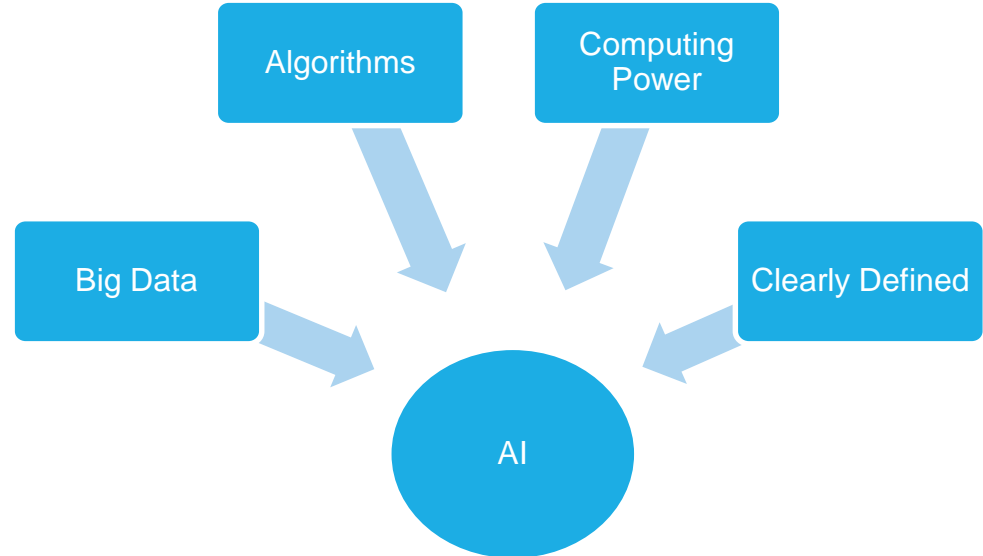 Algorithms
Computing
Power
Big Data
Clearly Defined
AI